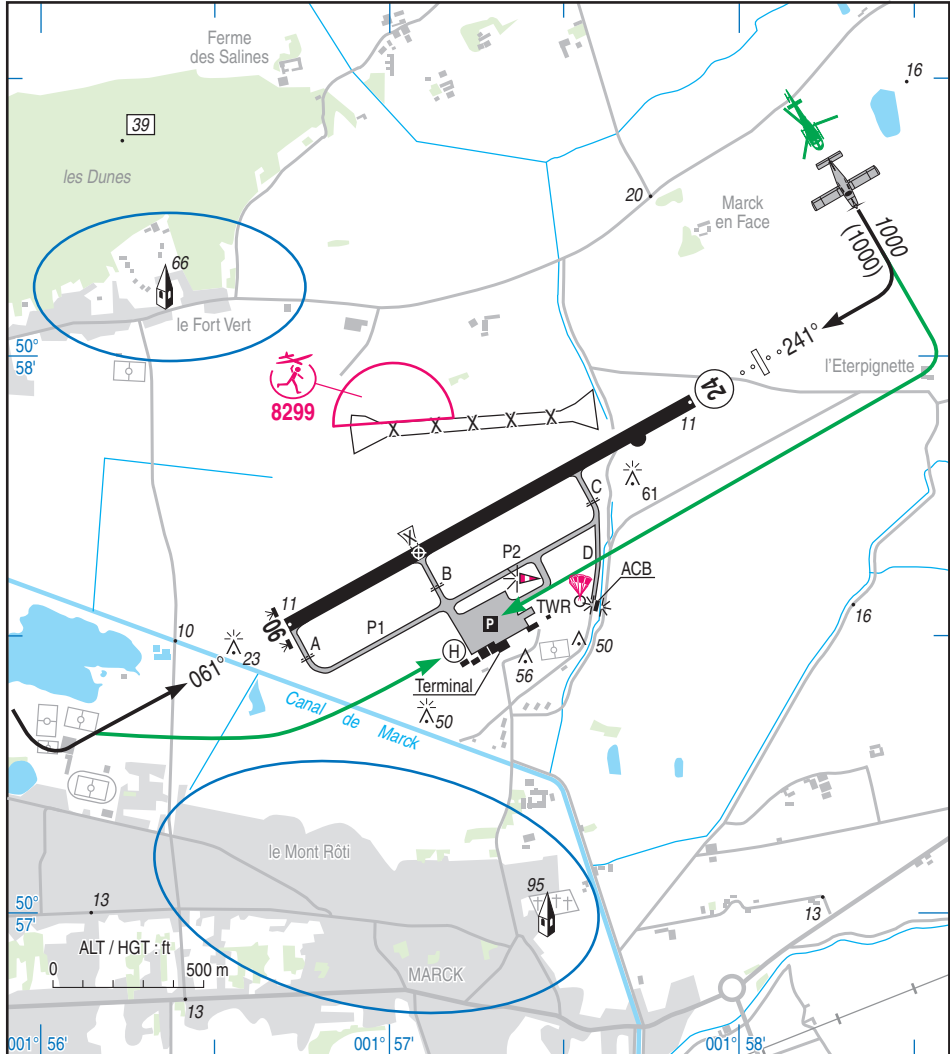 Ferme
des Salines
16
39
les Dunes
20
Marck
en Face
1000
(1000)
66
le Fort Vert
241°
50°
58'
l'Eterpignette
8299
24
11
61
C
P2
D
B
ACB
TWR
11
P
06
10
A
P1
16
23
H
50
061°
56
Terminal
50
Canal de Marck
le Mont Rôti
95
50°
57'
13
13
ALT / HGT : ft
0 500 m
MARCK
13
001° 56'
001° 57'
001° 58'